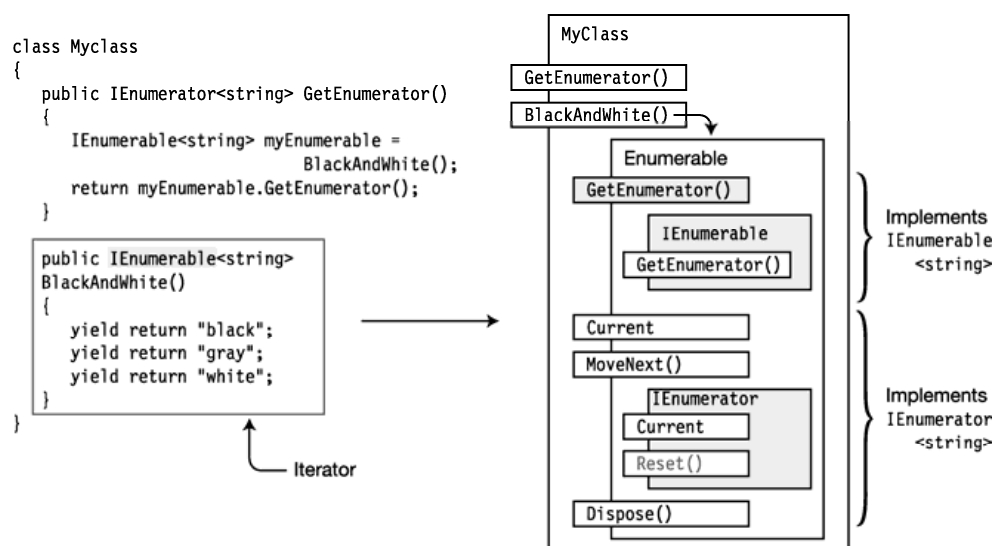 class Myclass
{
public IEnumerator<string> GetEnumerator()
{
IEnumerable<string> myEnumerable =
BlackAndWhite();
return myEnumerable.GetEnumerator();
}
public IEnumerable<string>
BlackAndWhite()
{
yield return "black";
yield return "gray";
yield return "white";
}
}
Iterator
MyClass
GetEnumerator()
BlackAndWhite()
Enumerable
GetEnumerator()
IEnumerable
GetEnumerator()
Current
MoveNext()
IEnumerator
Current
Reset()
Dispose()
Implements
IEnumerable
<string>
Implements
IEnumerator
<string>